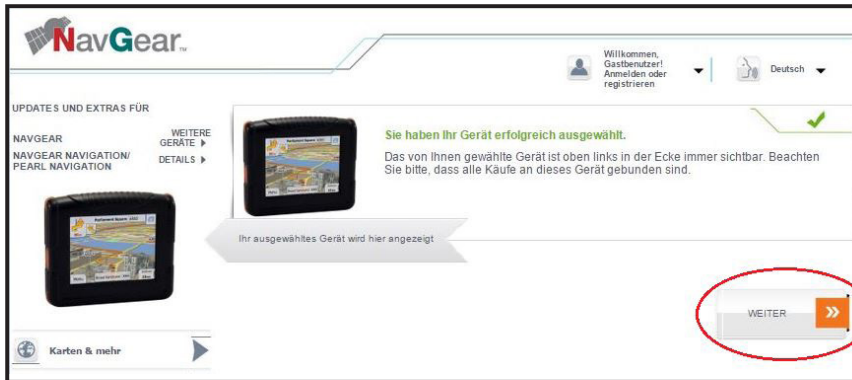 NavGear™
Willkommen,
Gastbenutzer!
Anmelden oder
registrieren
Deutsch
UPDATES UND EXTRAS FÜR
NAVGEAR
WEITERE
GERÄTE
NAVGEAR NAVIGATION/
PEARL NAVIGATION
DETAILS
Sie haben Ihr Gerät erfolgreich ausgewählt.
Das von Ihnen gewählte Gerät ist oben links in der Ecke immer sichtbar. Beachten
Sie bitte, dass alle Käufe an dieses Gerät gebunden sind.
Ihr ausgewähltes Gerät wird hier angezeigt
WEITER
Karten & mehr